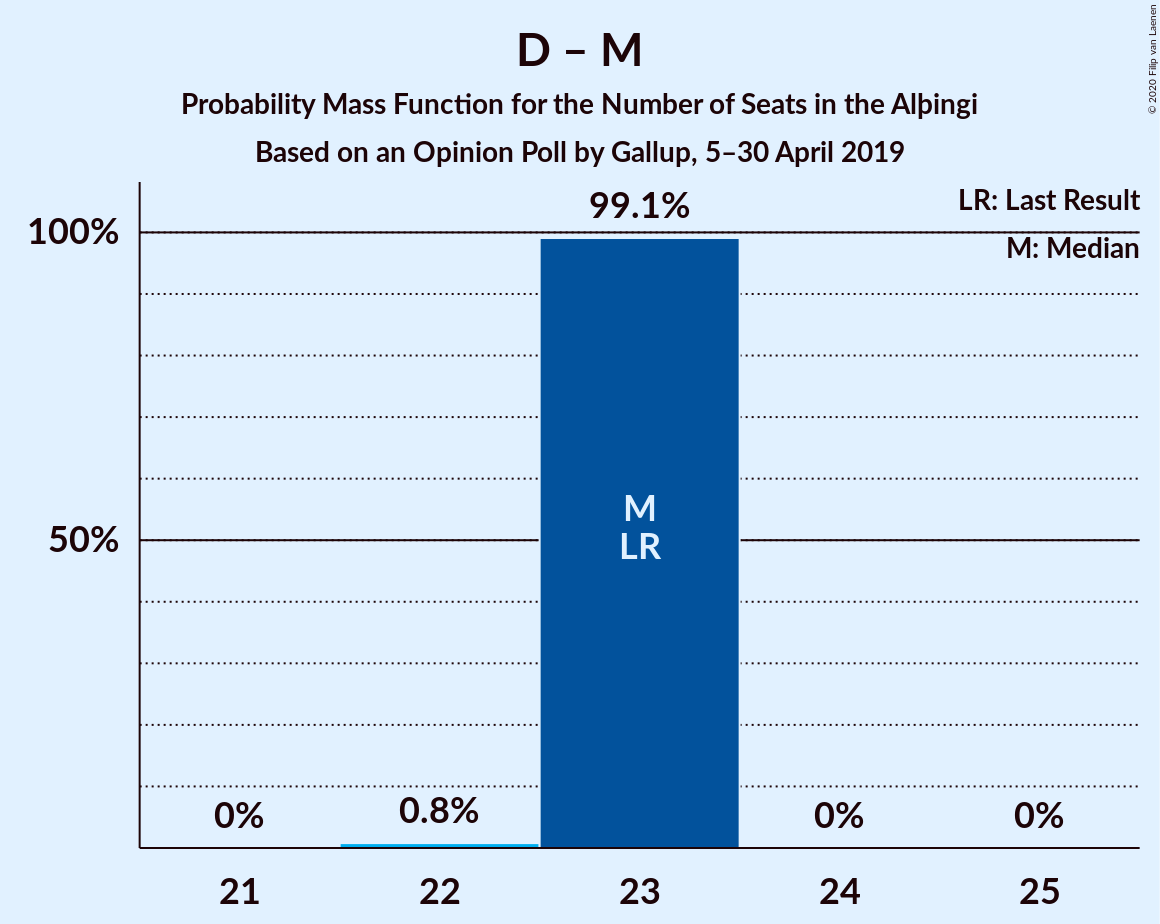 D – M
Probability Mass Function for the Number of Seats in the Alþingi
Based on an Opinion Poll by Gallup, 5–30 April 2019
© 2020 Filip van Laenen
LR: Last Result
M: Median
100%
50%
99.1%
M
LR
0%
0.8%
0%
0%
21
22
23
24
25